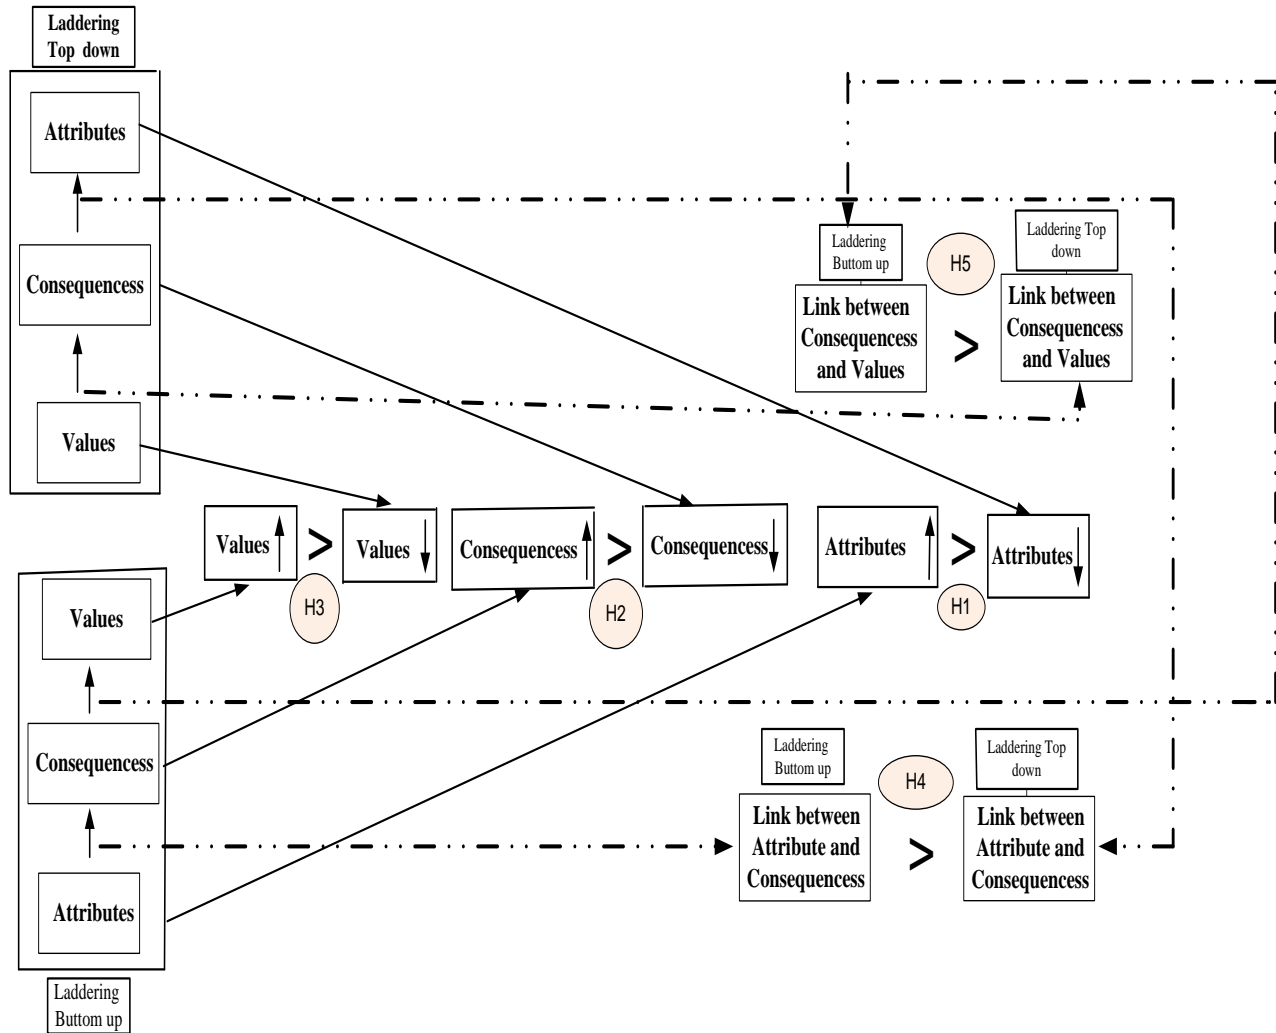 Laddering
Top down
Attributes
Consequencess
Values
Laddering
Buttom up
H5
Laddering Top
down
Link between
Consequencess
and Values
>
Link between
Consequencess
and Values
Values
>
Values
Consequencess
>
Consequencess
Attributes
>
Attributes
H3
H2
H1
Values
Consequencess
Attributes
Laddering
Buttom up
Laddering
Buttom up
H4
Laddering Top
down
Link between
Attribute and
Consequencess
>
Link between
Attribute and
Consequencess